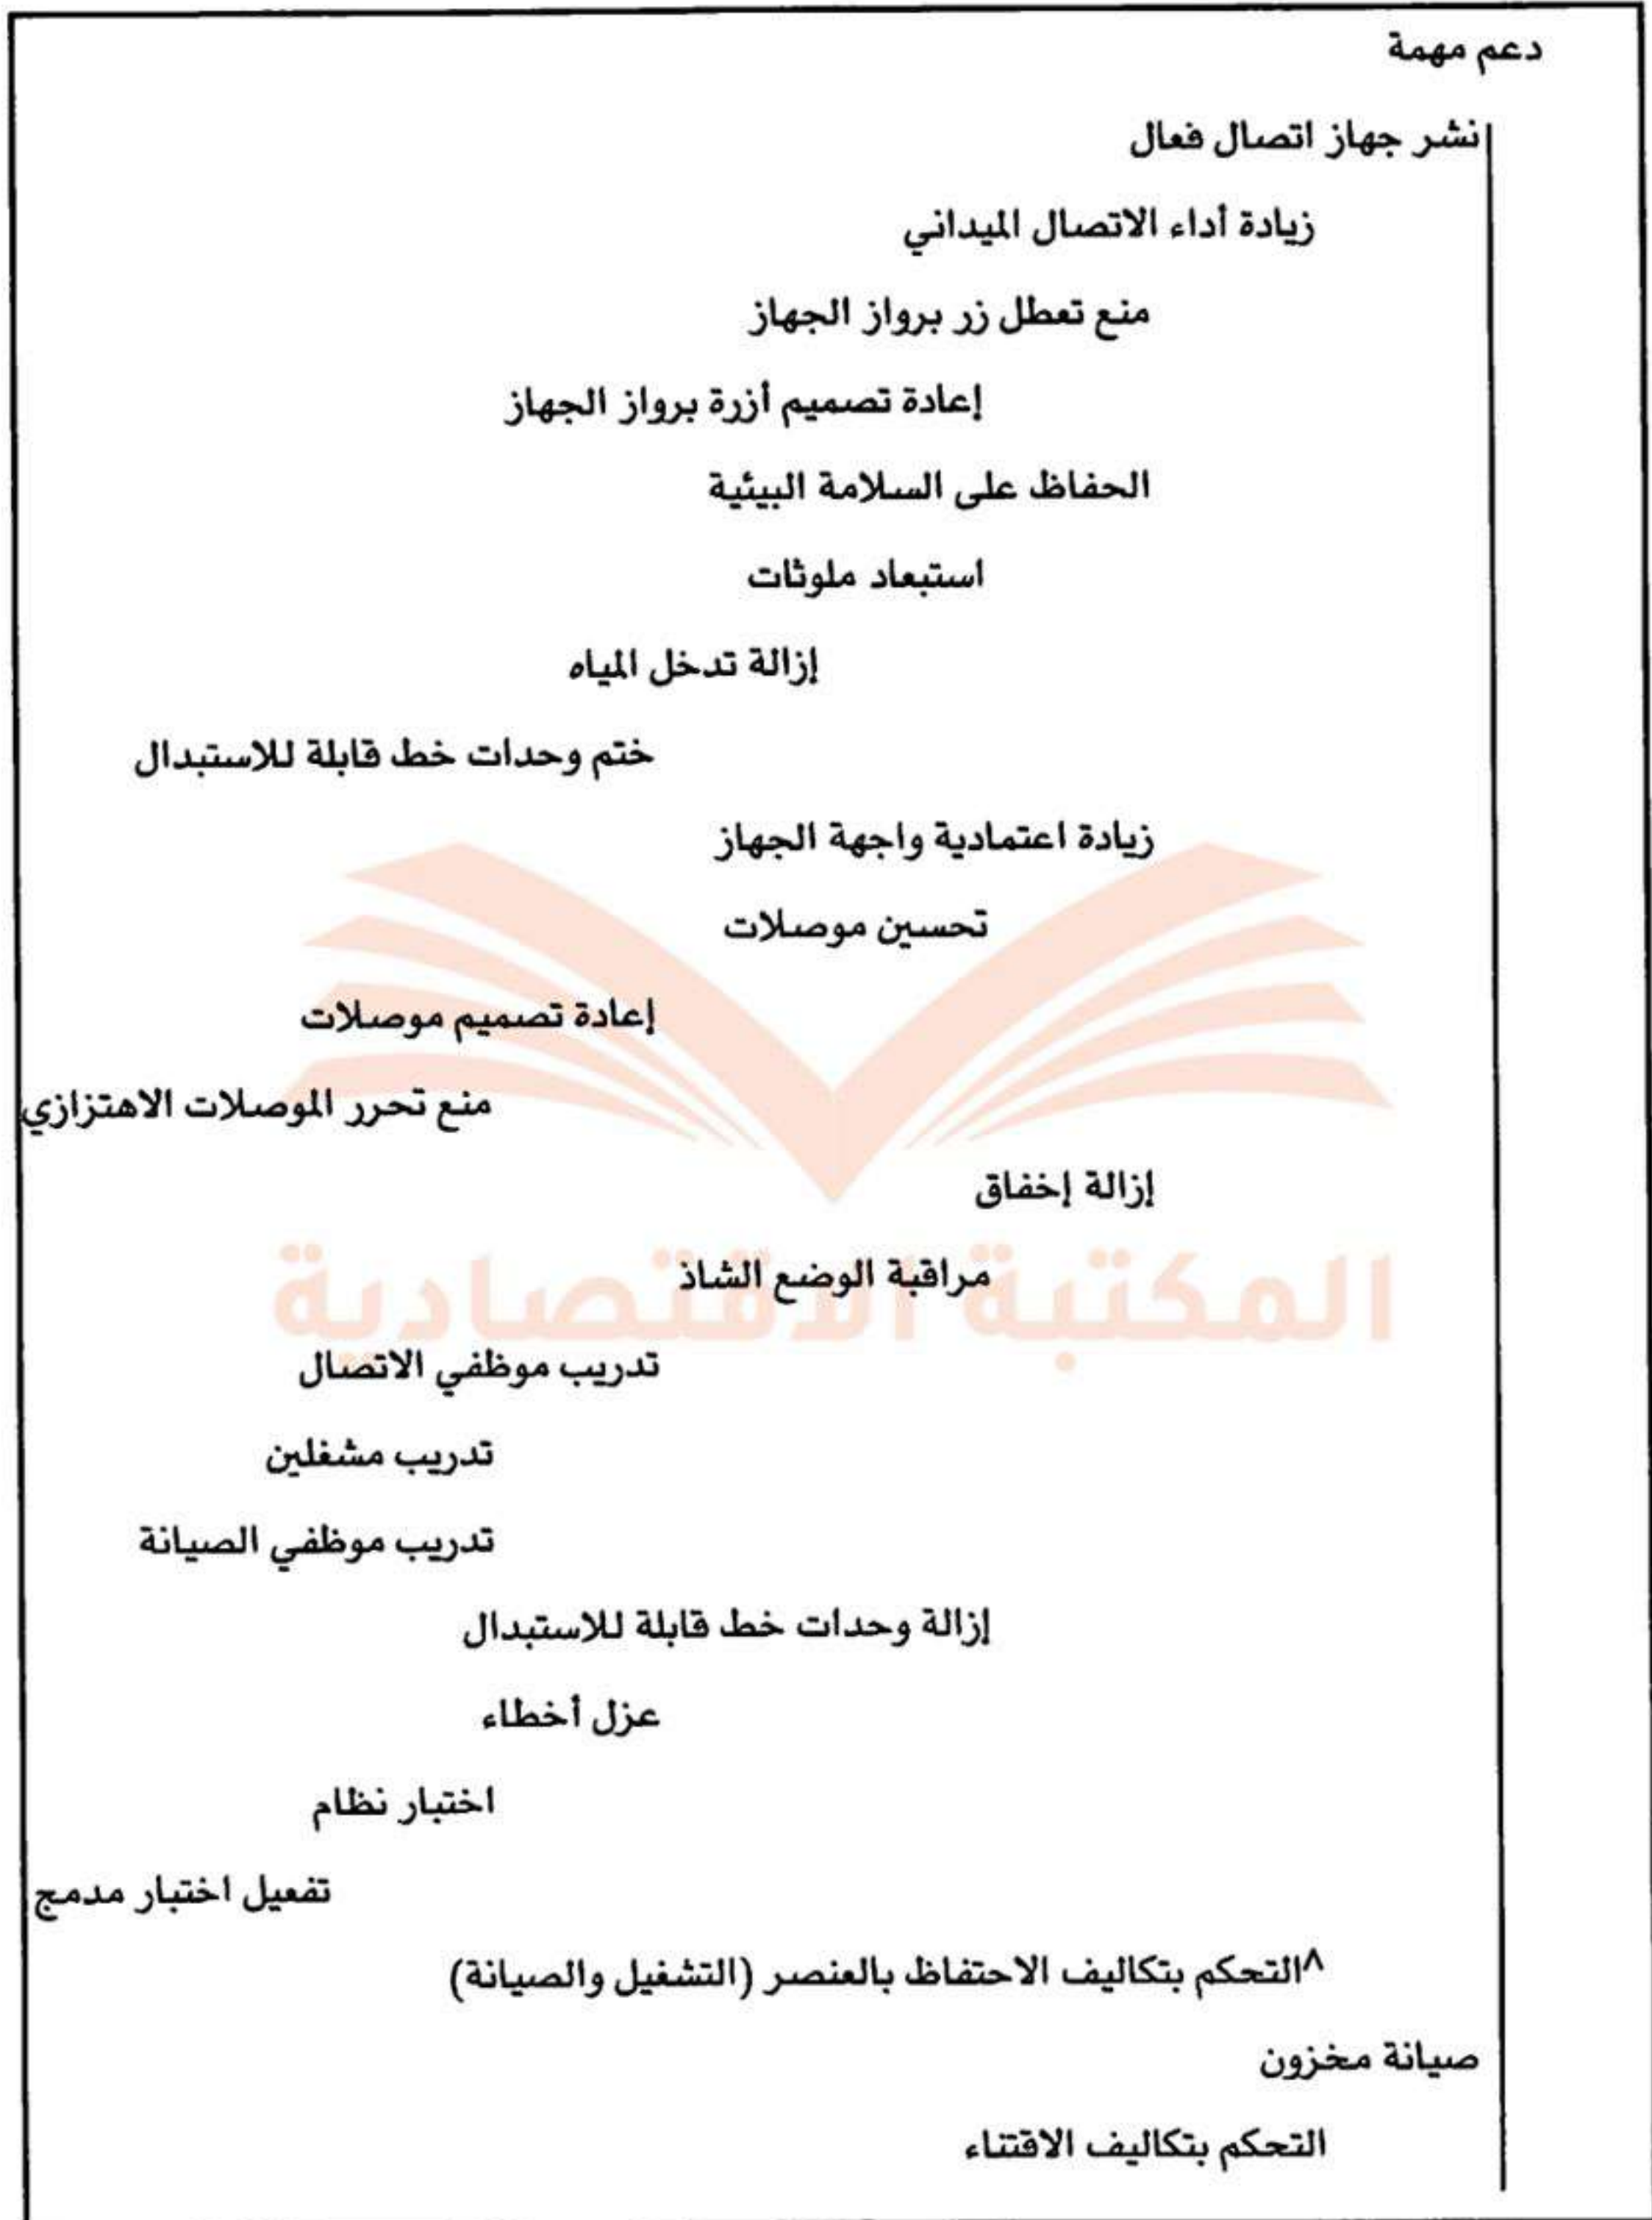 دعم مهمة
نشر جهاز اتصال فعال
زيادة أداء الاتصال الميداني
منع تعطل زر برواز الجهاز
إعادة تصميم أزرة برواز الجهاز
الحفاظ على السلامة البيئية
استبعاد ملوثات
إزالة تدخل المياه
ختم وحدات خط قابلة للاستبدال
زيادة اعتمادية واجهة الجهاز
تحسين موصلات
إعادة تصميم موصلات
منع تحرر الموصلات الاهتزازي
إزالة إخفاق
المكتبة الاقتصادية
مراقبة الوضع الشاذ
تدريب موظفي الاتصال
تدريب مشغلين
تدريب موظفي الصيانة
إزالة وحدات خط قابلة للاستبدال
عزل أخطاء
اختبار نظام
تفعيل اختبار مدمج
^التحكم بتكاليف الاحتفاظ بالعنصر (التشغيل والصيانة)
صيانة مخزون
التحكم بتكاليف الاقتناء